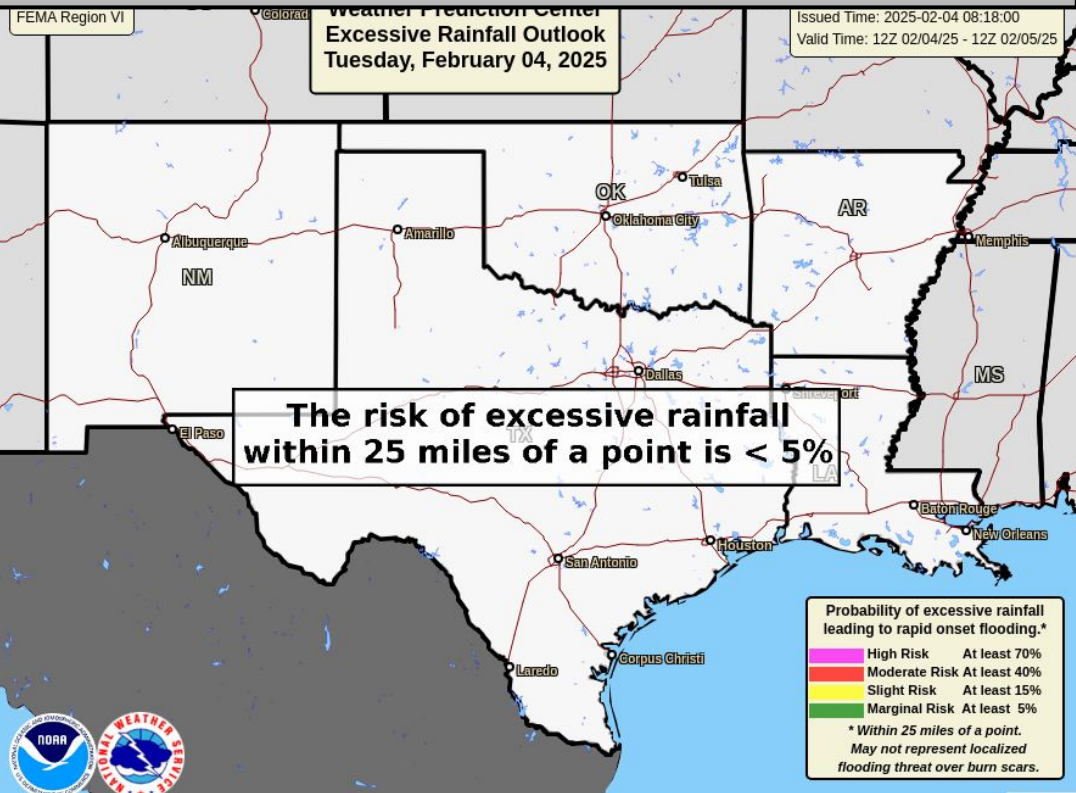 FEMA Region VI
Weather Prediction Center
Excessive Rainfall Outlook
Tuesday, February 04, 2025
Issued Time: 2025-02-04 08:18:00
Valid Time: 12Z 02/04/25 - 12Z 02/05/25
Colorad
Tulsa
OK
Oklahoma City
AR
Albuquerque
Amarillo
Memphis
NM
Dallas
MS
Shreveport
The risk of excessive rainfall
within 25 miles of a point is < 5%
El Paso
TX
LA
Baton Rouge
New Orleans
Houston
San Antonio
Corpus Christi
Laredo
Probability of excessive rainfall
leading to rapid onset flooding.*
High Risk At least 70%
Moderate Risk At least 40%
Slight Risk At least 15%
Marginal Risk At least 5%
* Within 25 miles of a point.
May not represent localized
flooding threat over burn scars.
NOAA
NATIONAL WEATHER SERVICE